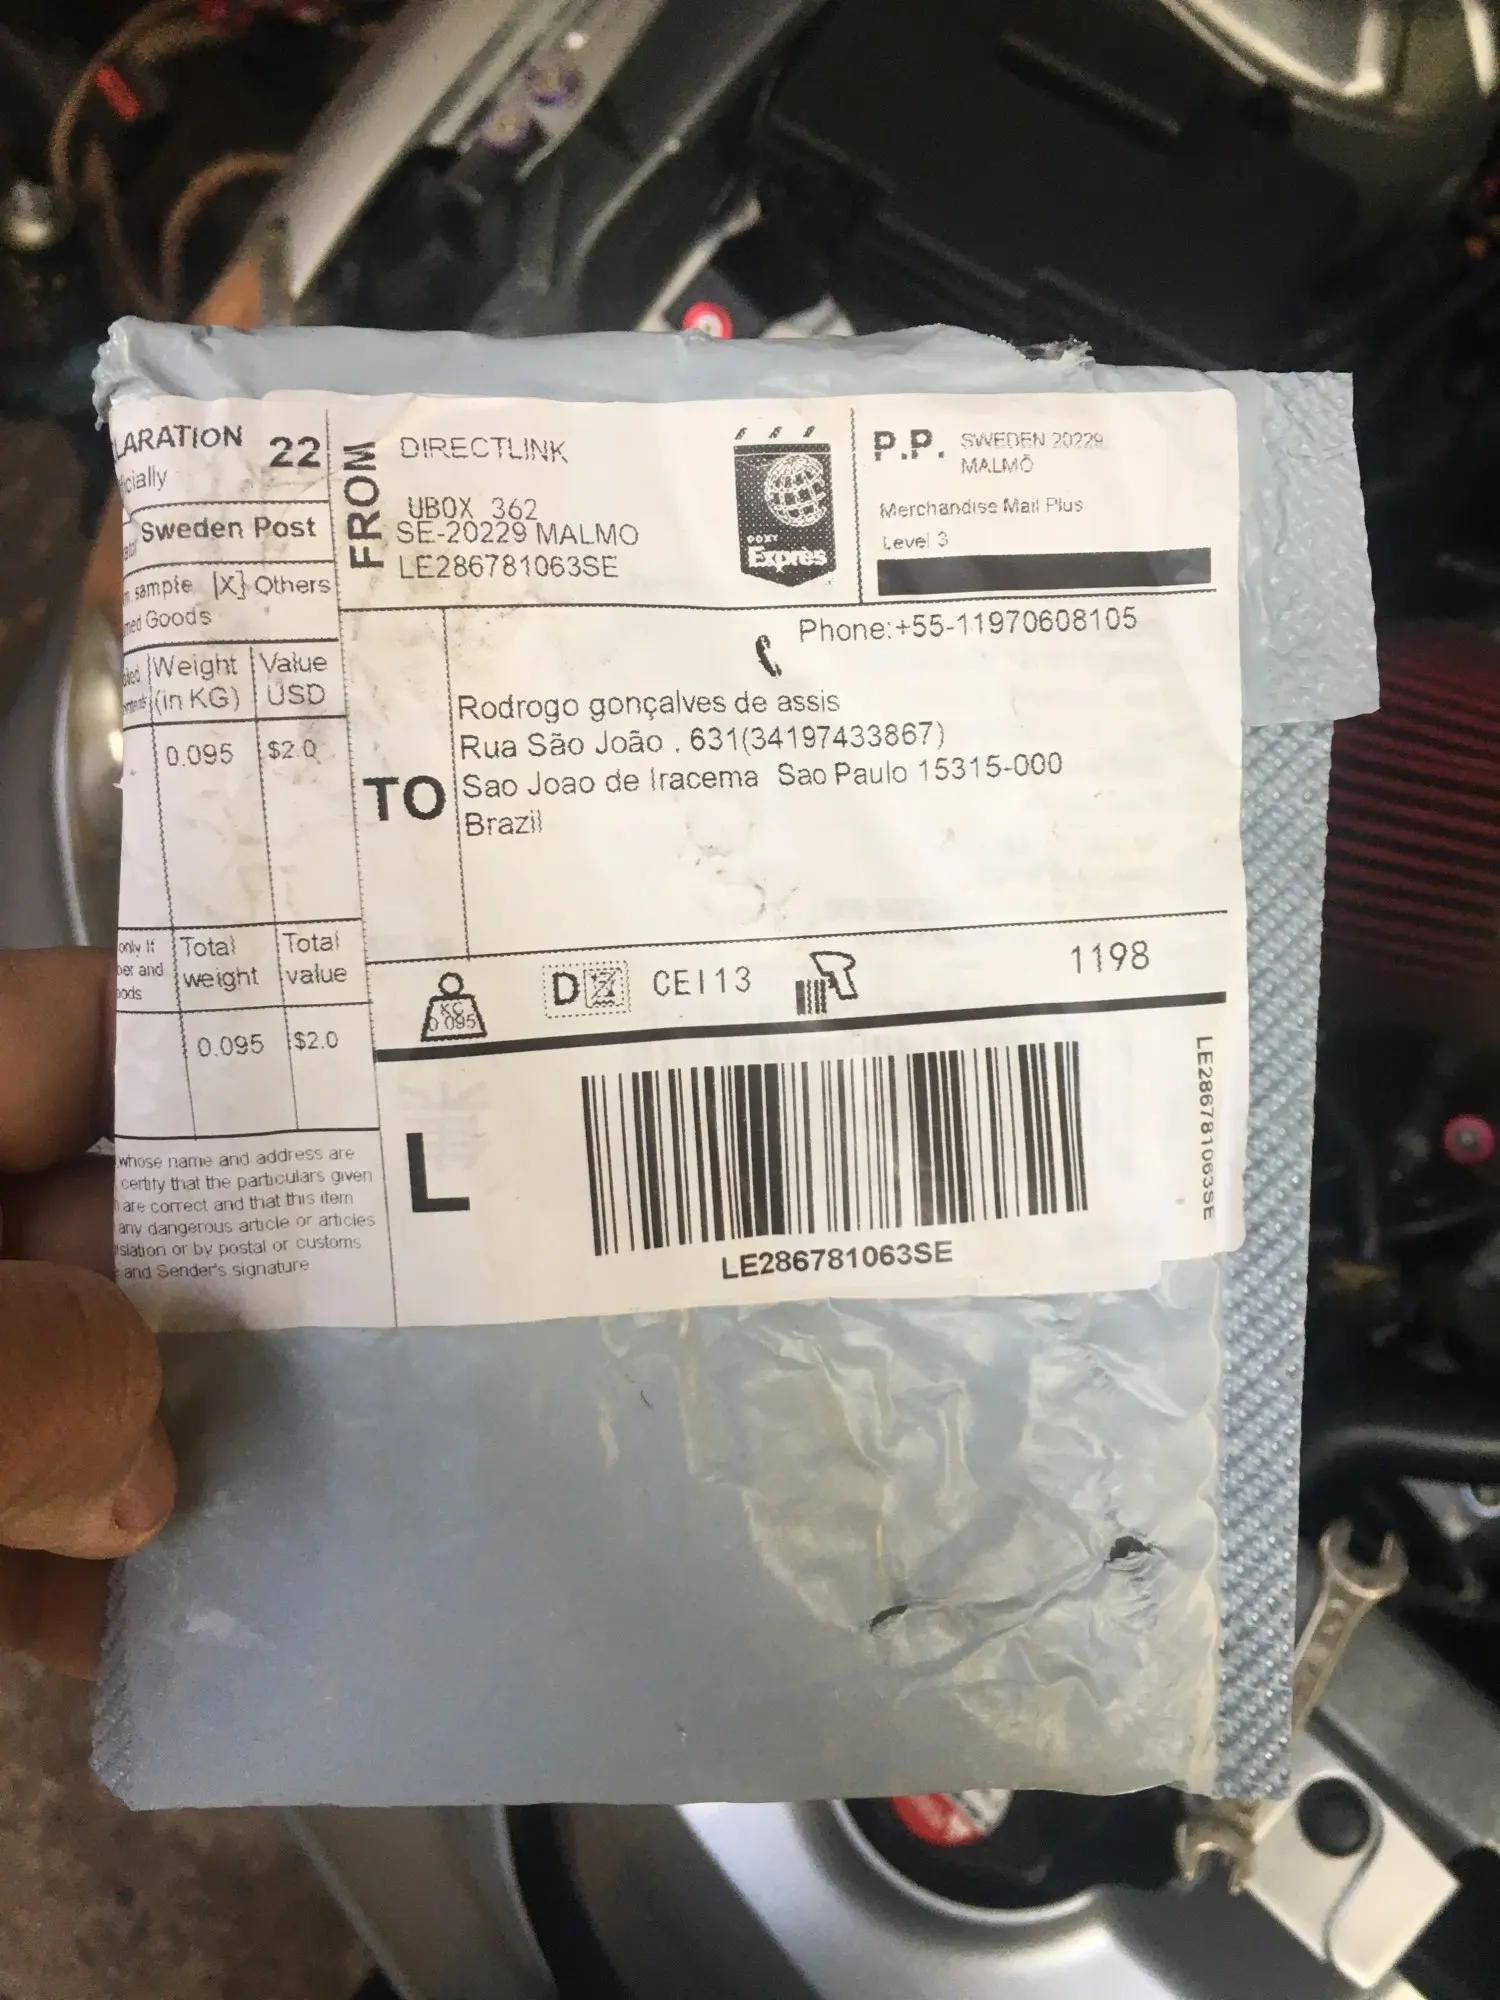 LARATION 22
icially
Sweden Post
sample [X] Others
Goods
Weight
(in KG)
Value
USD
0.095 $2.0
only if
and
Total
weight
Total
value
0.095 $2.0
whose name and address are
certify that the particulars given
are correct and that this item
any dangerous article or articles
or by postal or customs
and Sender's signature
FROM
DIRECTLINK
UBOX 362
SE-20229 MALMO
LE286781063SE
Exprès
P.P. SWEDEN 20229
MALMÖ
Merchandise Mail Plus
Level 3
Phone:+55-11970608105
TO
Rodrogo gonçalves de assis
Rua São João . 631(34197433867)
Sao Joao de Iracema Sao Paulo 15315-000
Brazil
KG
0.095
D CEI13 1198
L
LE286781063SE
LE286781063SE